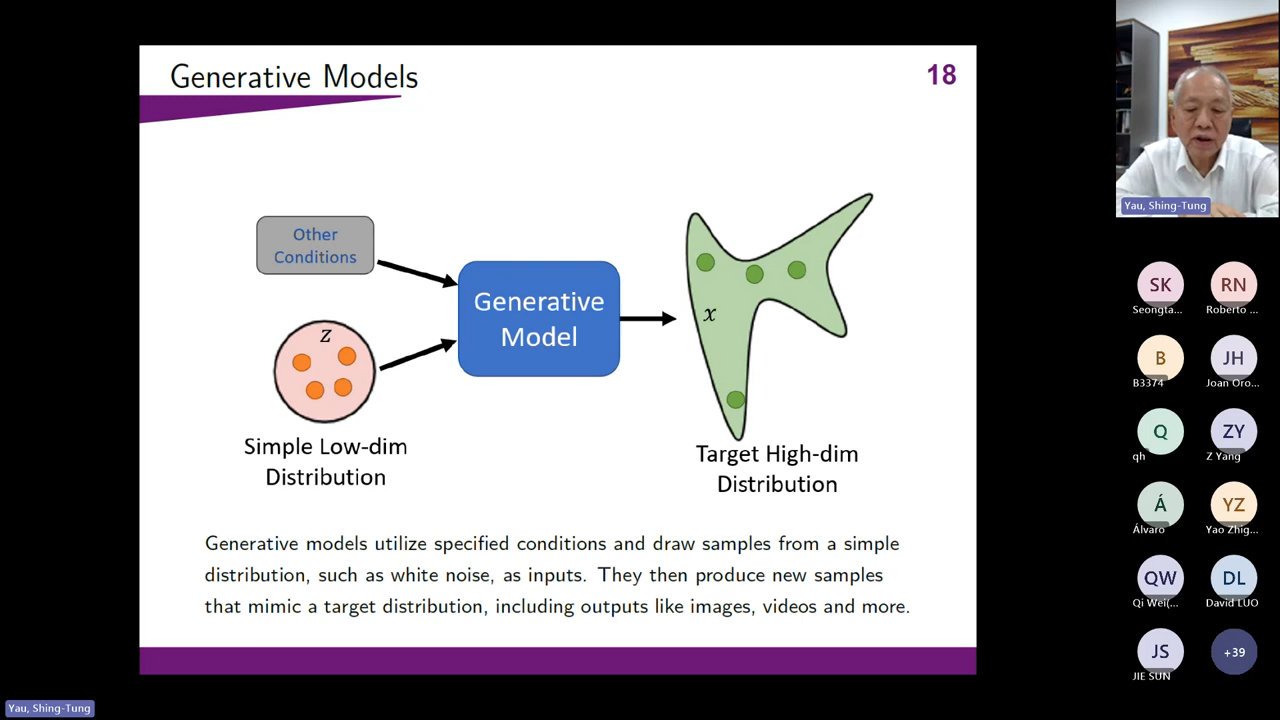 Generative Models
18
Other
Conditions
z
Simple Low-dim
Distribution
Generative
Model
x
Target High-dim
Distribution
Generative models utilize specified conditions and draw samples from a simple
distribution, such as white noise, as inputs. They then produce new samples
that mimic a target distribution, including outputs like images, videos and more.
Yau, Shing-Tung
SK
Seongta...
RN
Roberto ...
B
B3374
JH
Joan Oro...
Q
qh
ZY
Z Yang
Á
Álvaro
YZ
Yao Zhig...
QW
Qi Wei(...
DL
David LUO
JS
JIE SUN
+39
Yau, Shing-Tung